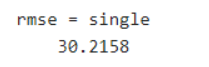 rmse = single
30.2158